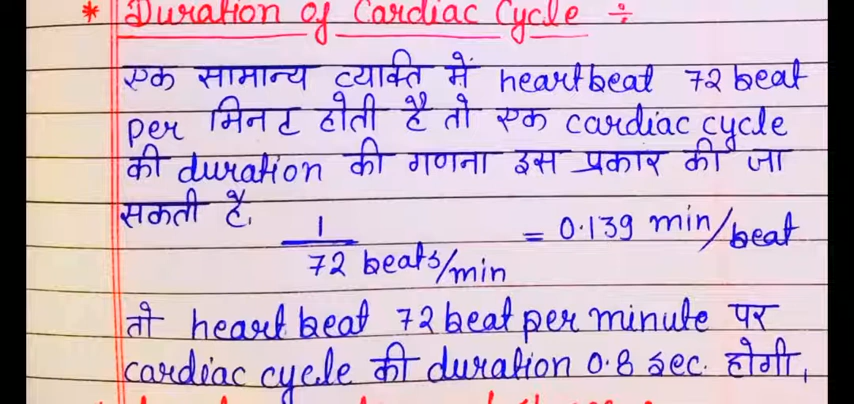 * Duration of Cardiac Cycle ÷
एक सामान्य व्यक्ति में heartbeat 72 beat
per मिनट होती है तो एक cardiac cycle
की duration की गणना इस प्रकार की जा
सकती है.
1
= 0.139 min/beat
72 beats/min
तो heart beat 72 beat per minute पर
cardiac cycle की duration 0.8 sec. होगी,